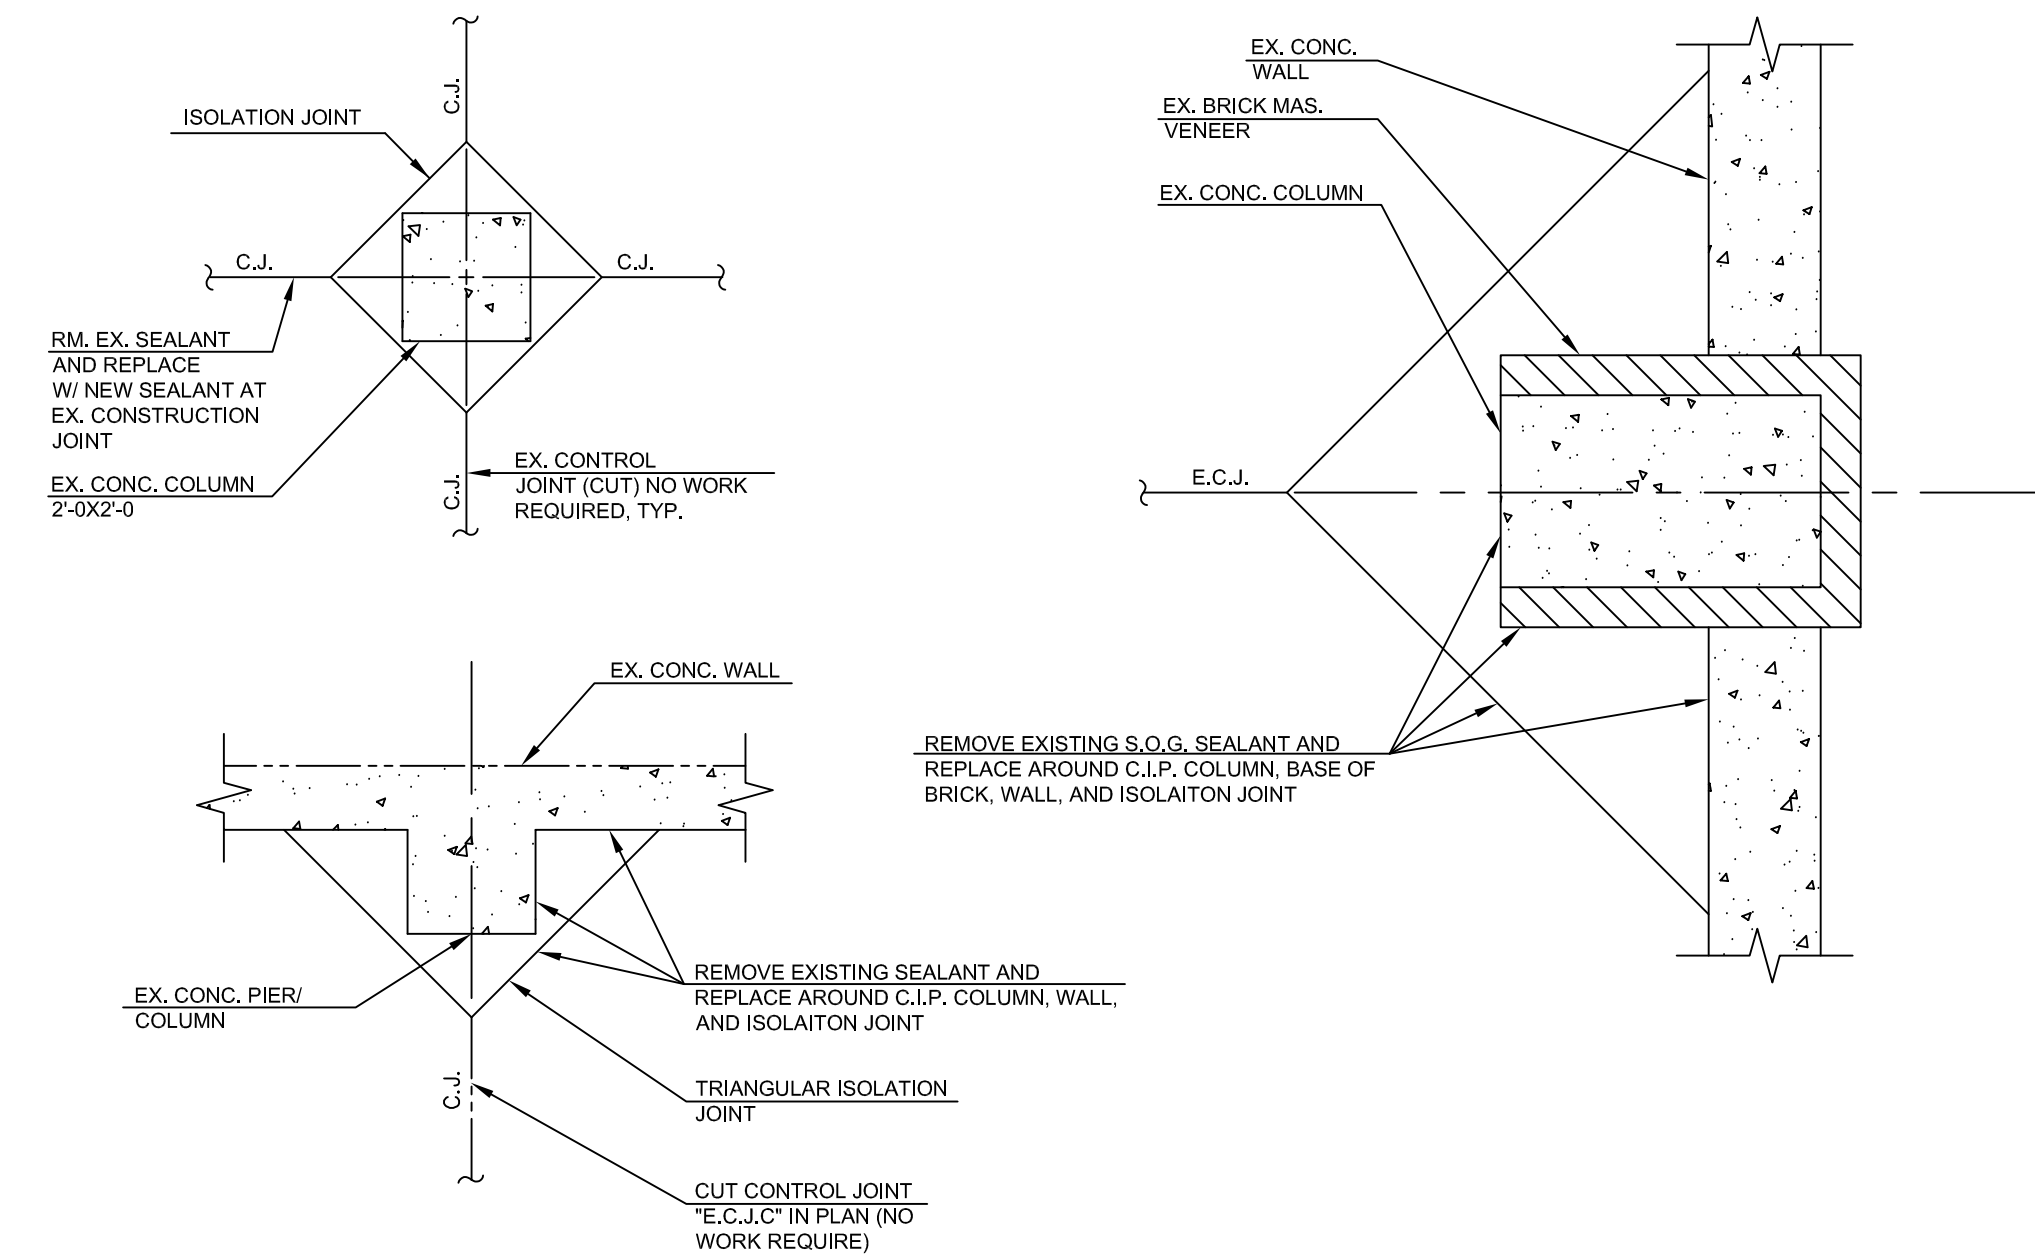 C.J.
ISOLATION JOINT
C.J.
C.J.
RM. EX. SEALANT
AND REPLACE
W/ NEW SEALANT AT
EX. CONSTRUCTION
JOINT
EX. CONC. COLUMN
2'-0X2'-0
C.J.
EX. CONTROL
JOINT (CUT) NO WORK
REQUIRED, TYP.
EX. CONC. WALL
EX. CONC. PIER/
COLUMN
REMOVE EXISTING SEALANT AND
REPLACE AROUND C.I.P. COLUMN, WALL,
AND ISOLAITON JOINT
TRIANGULAR ISOLATION
JOINT
C.J.
CUT CONTROL JOINT
"E.C.J.C" IN PLAN (NO
WORK REQUIRE)
EX. CONC.
WALL
EX. BRICK MAS.
VENEER
EX. CONC. COLUMN
E.C.J.
REMOVE EXISTING S.O.G. SEALANT AND
REPLACE AROUND C.I.P. COLUMN, BASE OF
BRICK, WALL, AND ISOLAITON JOINT